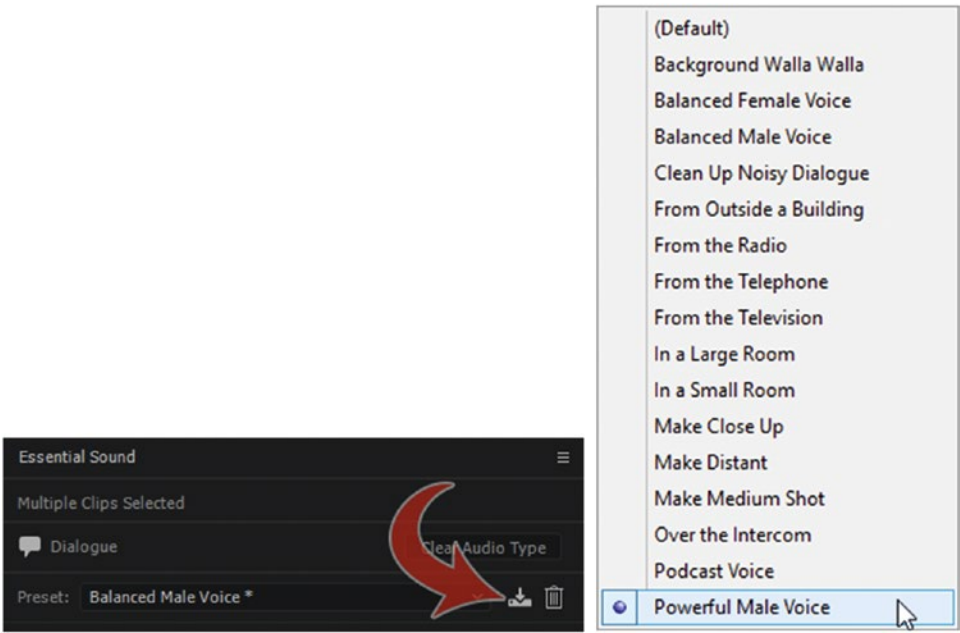 (Default)
Background Walla Walla
Balanced Female Voice
Balanced Male Voice
Clean Up Noisy Dialogue
From Outside a Building
From the Radio
From the Telephone
From the Television
In a Large Room
In a Small Room
Make Close Up
Make Distant
Make Medium Shot
Over the Intercom
Podcast Voice
Powerful Male Voice
Essential Sound
Multiple Clips Selected
Dialogue
Clear Audio Type
Preset: Balanced Male Voice *